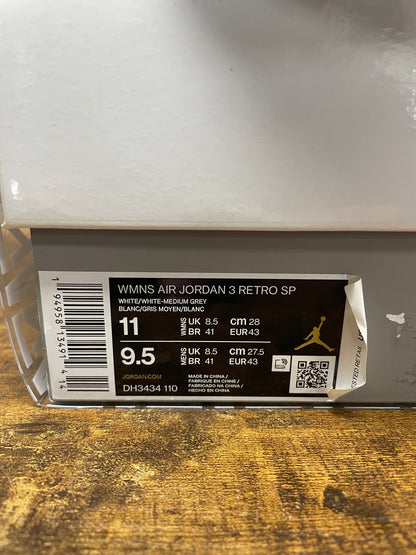 WMNS AIR JORDAN 3 RETRO SP
WHITE/WHITE-MEDIUM GREY
BLANC/GRIS MOYEN/BLANC
11 WMNS UK 8.5 CM 28
BR 41 EUR 43
9.5 MENS UK 8.5 CM 27.5
BR 41 EUR 43
JORDAN.COM
DH3434 110
MADE IN CHINA /
FABRIQUÉ EN CHINE /
FABRICADO NA CHINA /
HECHO EN CHINA